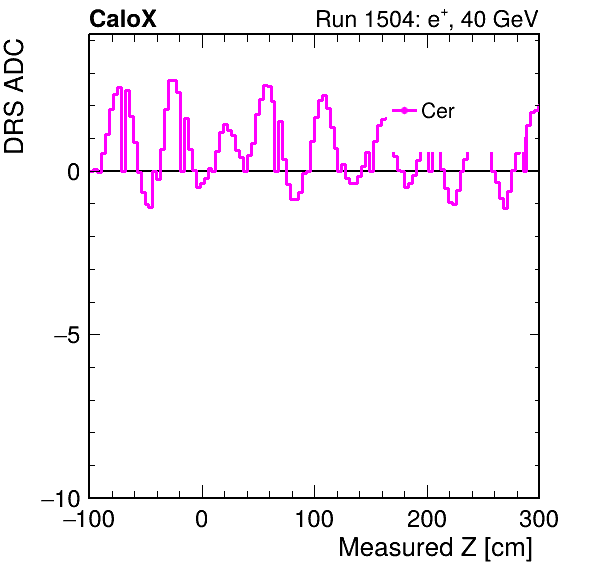 CaloX Run 1504: e⁺, 40 GeV
DRS ADC
Cer
0
−5
−10
−100 0 100 200 300
Measured Z [cm]